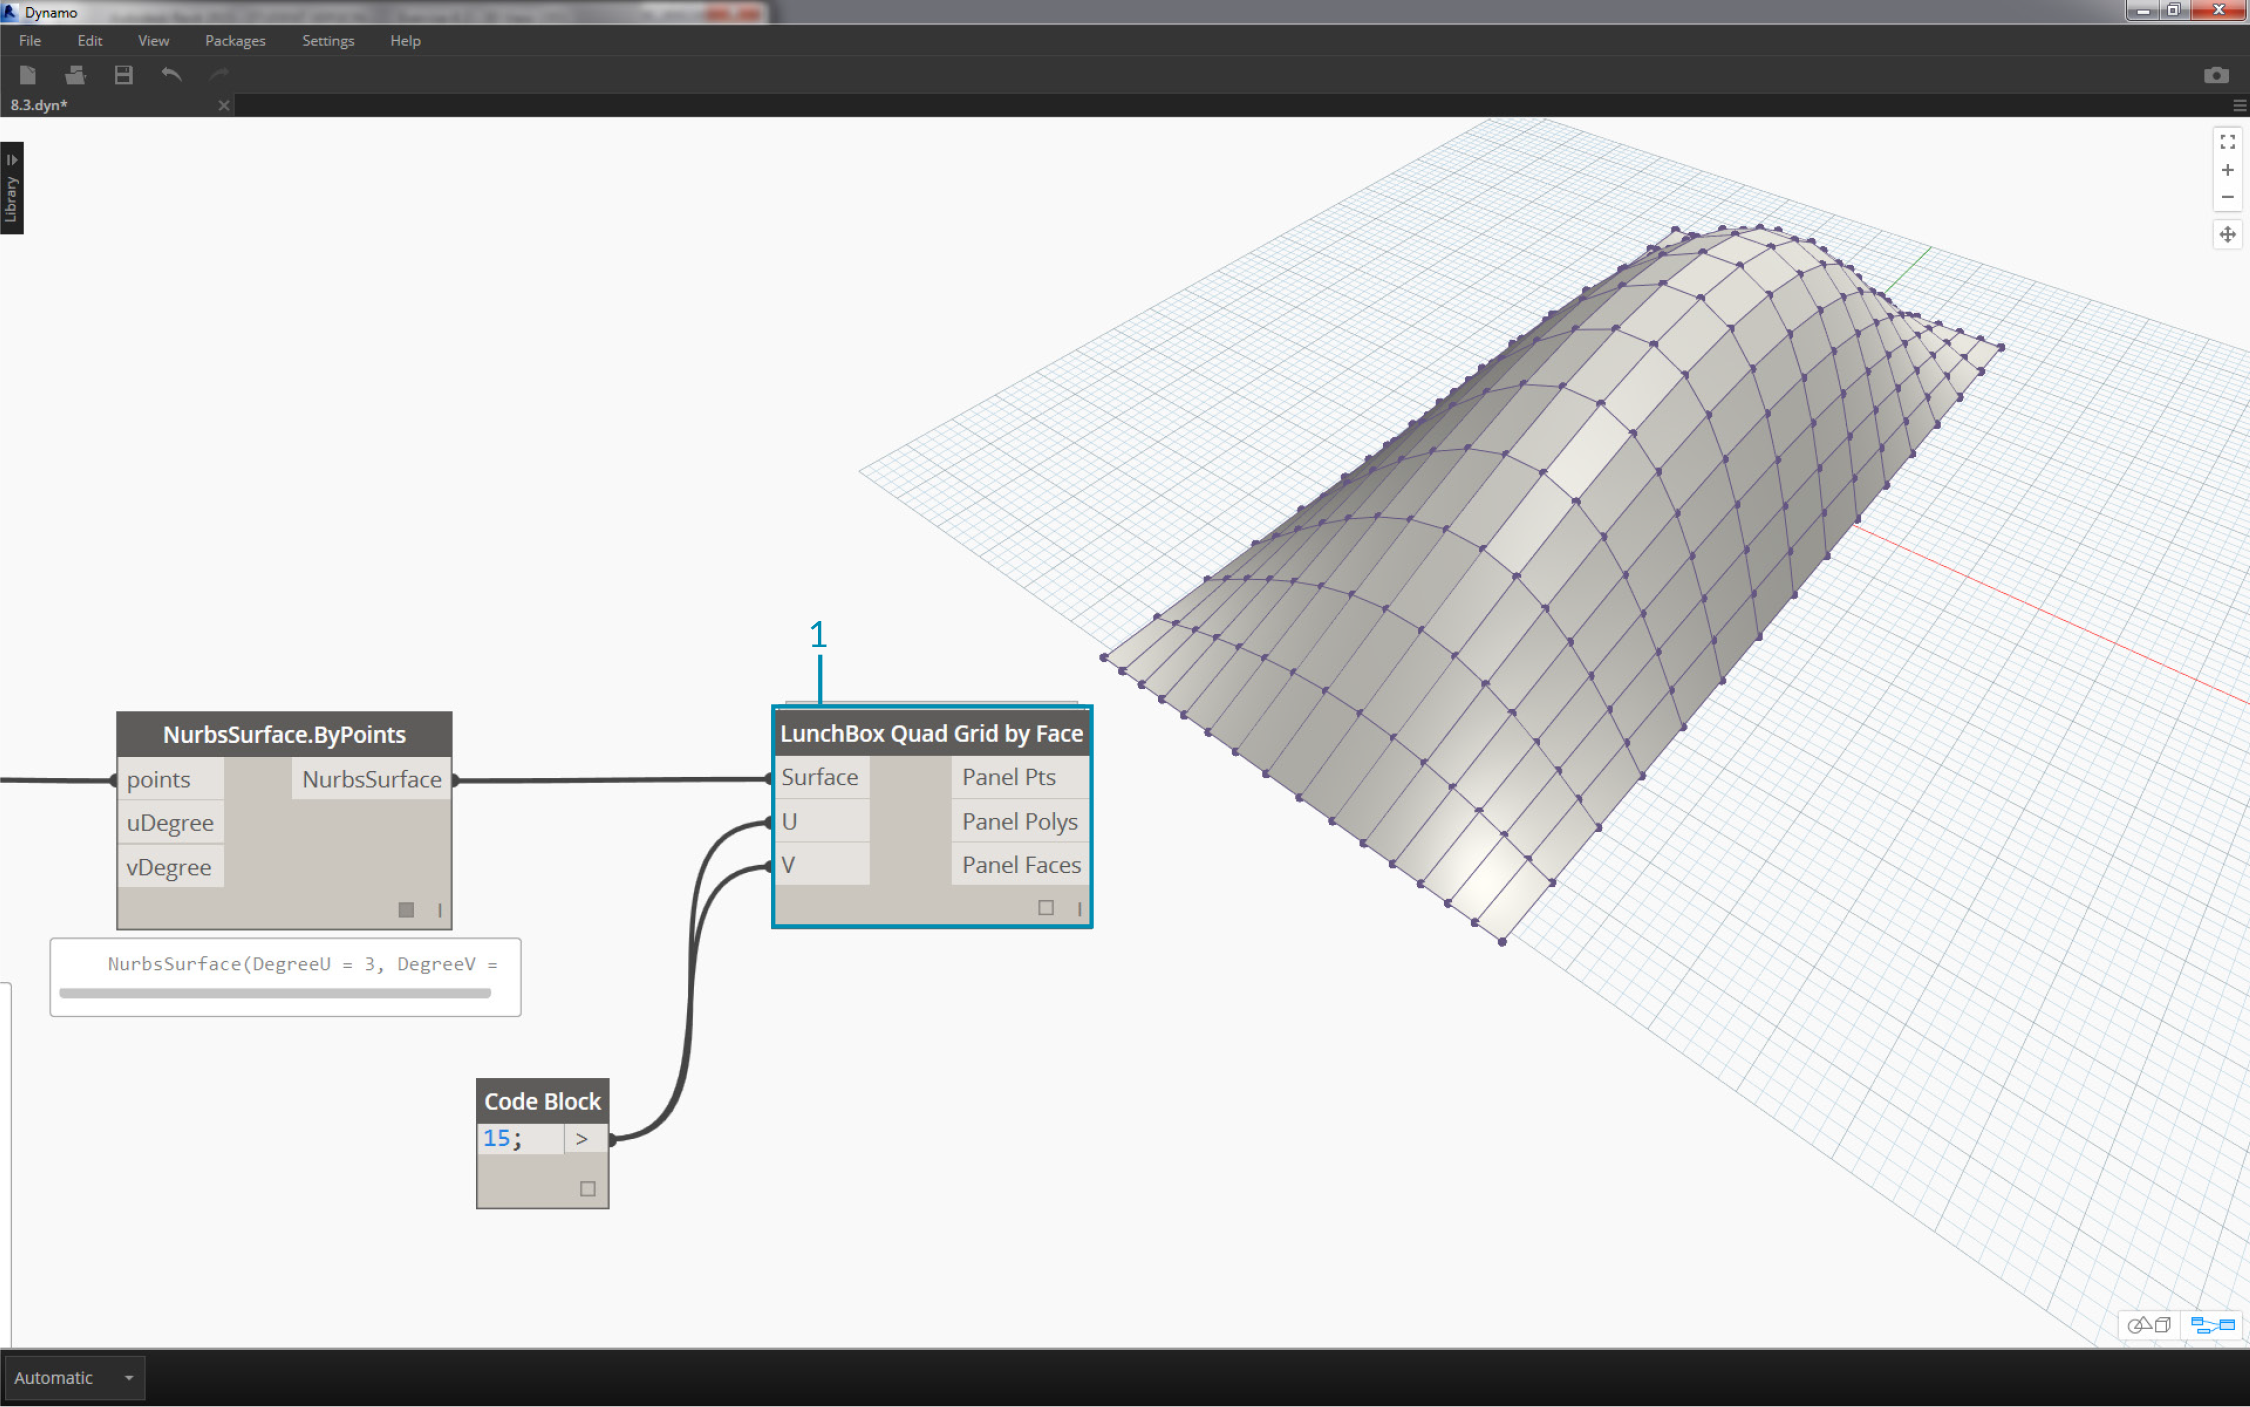 Dynamo
File Edit View Packages Settings Help
8.3.dyn*
Library
1
NurbsSurface.ByPoints
points NurbsSurface
uDegree
vDegree
NurbsSurface(DegreeU = 3, DegreeV =
LunchBox Quad Grid by Face
Surface Panel Pts
U Panel Polys
V Panel Faces
Code Block
15; >
Automatic